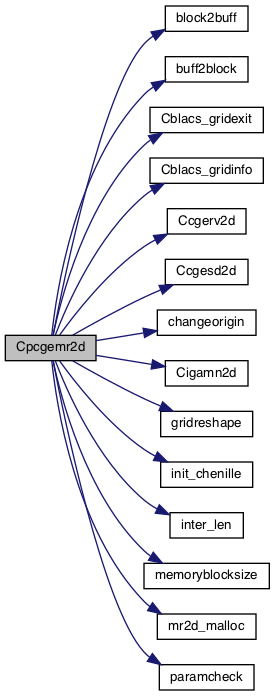 block2buff
buff2block
Cblacs_gridexit
Cblacs_gridinfo
Ccgerv2d
Ccgesd2d
changeorigin
Cpcgemr2d
Cigamn2d
gridreshape
init_chenille
inter_len
memoryblocksize
mr2d_malloc
paramcheck